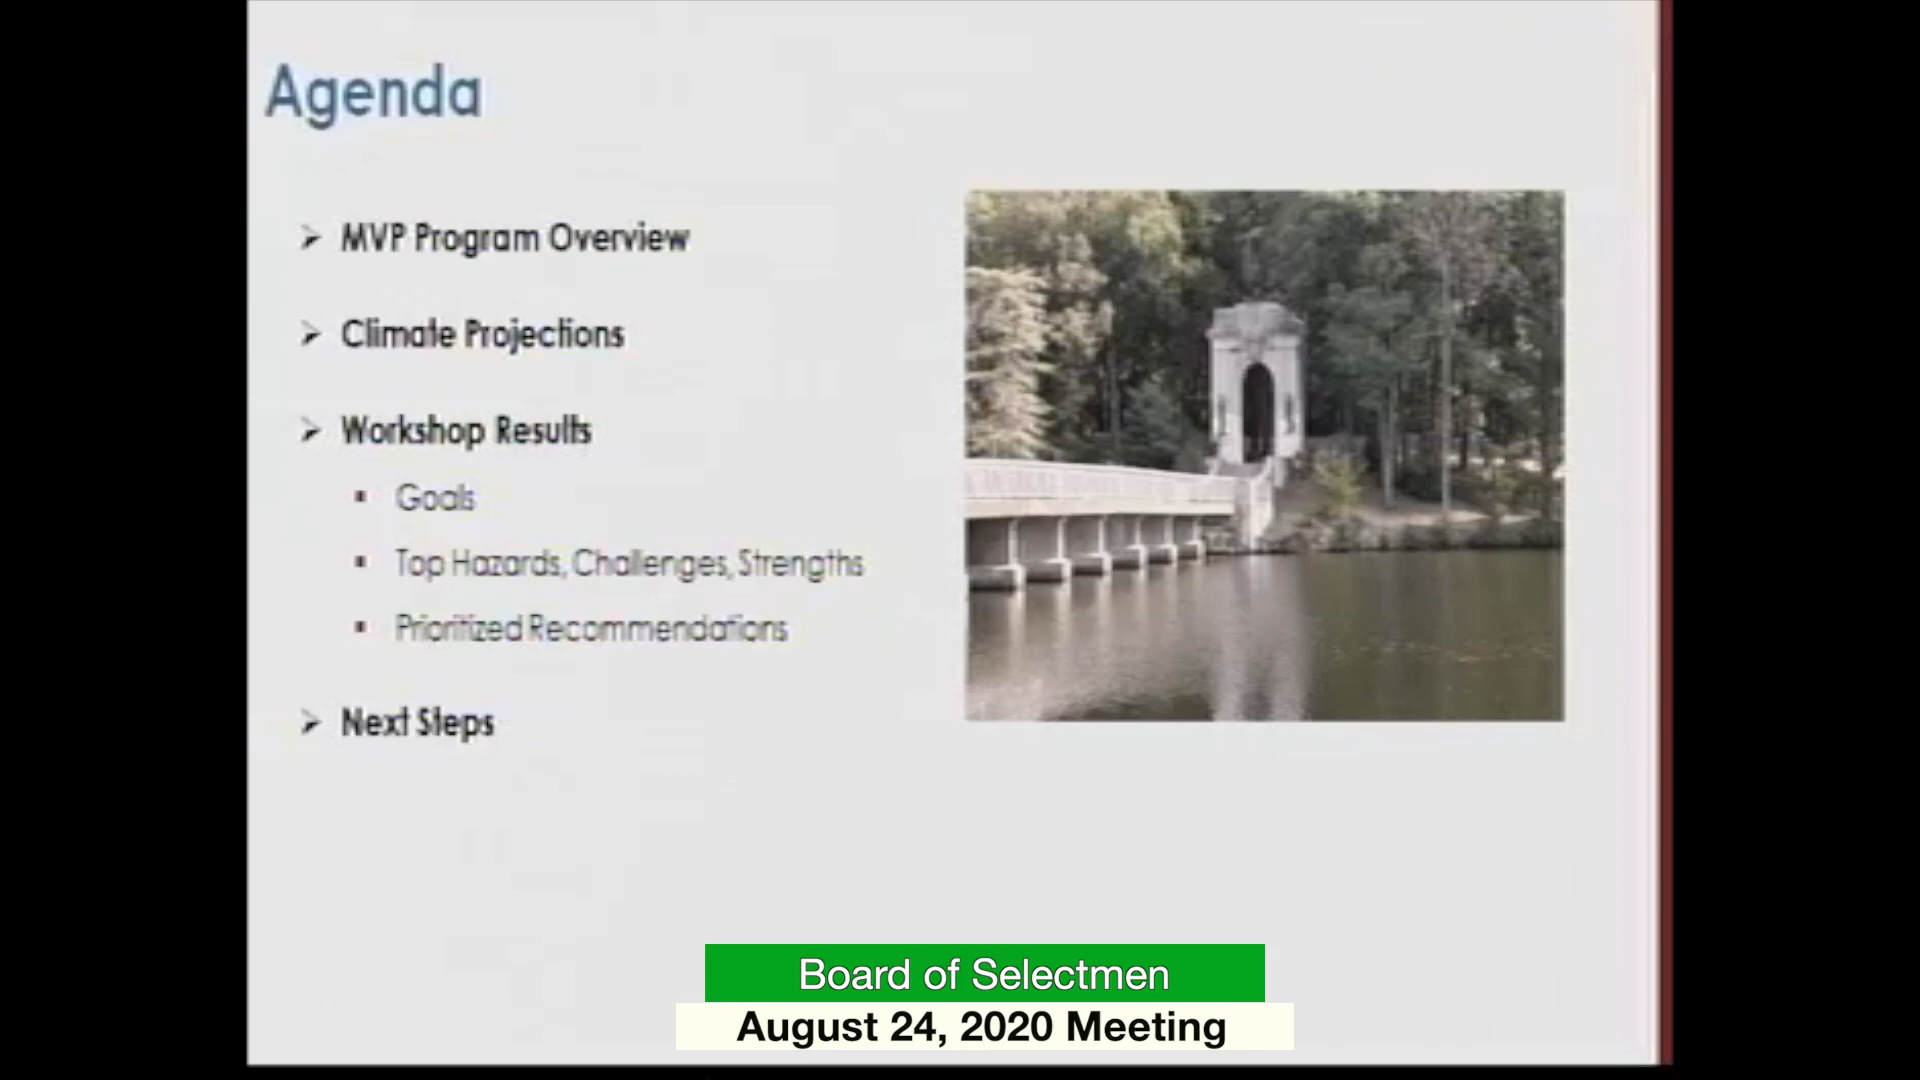 Agenda
MVP Program Overview
Climate Projections
Workshop Results
Goals
Top Hazards, Challenges, Strengths
Prioritized Recommendations
Next Steps
Board of Selectmen
August 24, 2020 Meeting